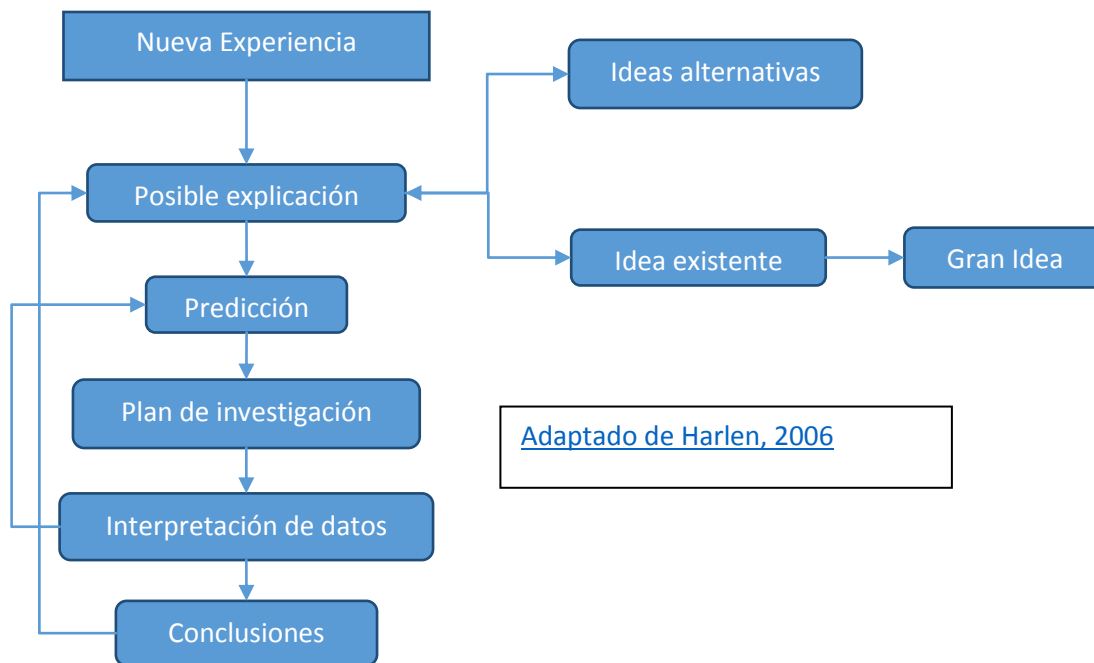 Nueva Experiencia
Ideas alternativas
Posible explicación
Idea existente
Gran Idea
Predicción
Plan de investigación
Adaptado de Harlen, 2006
Interpretación de datos
Conclusiones